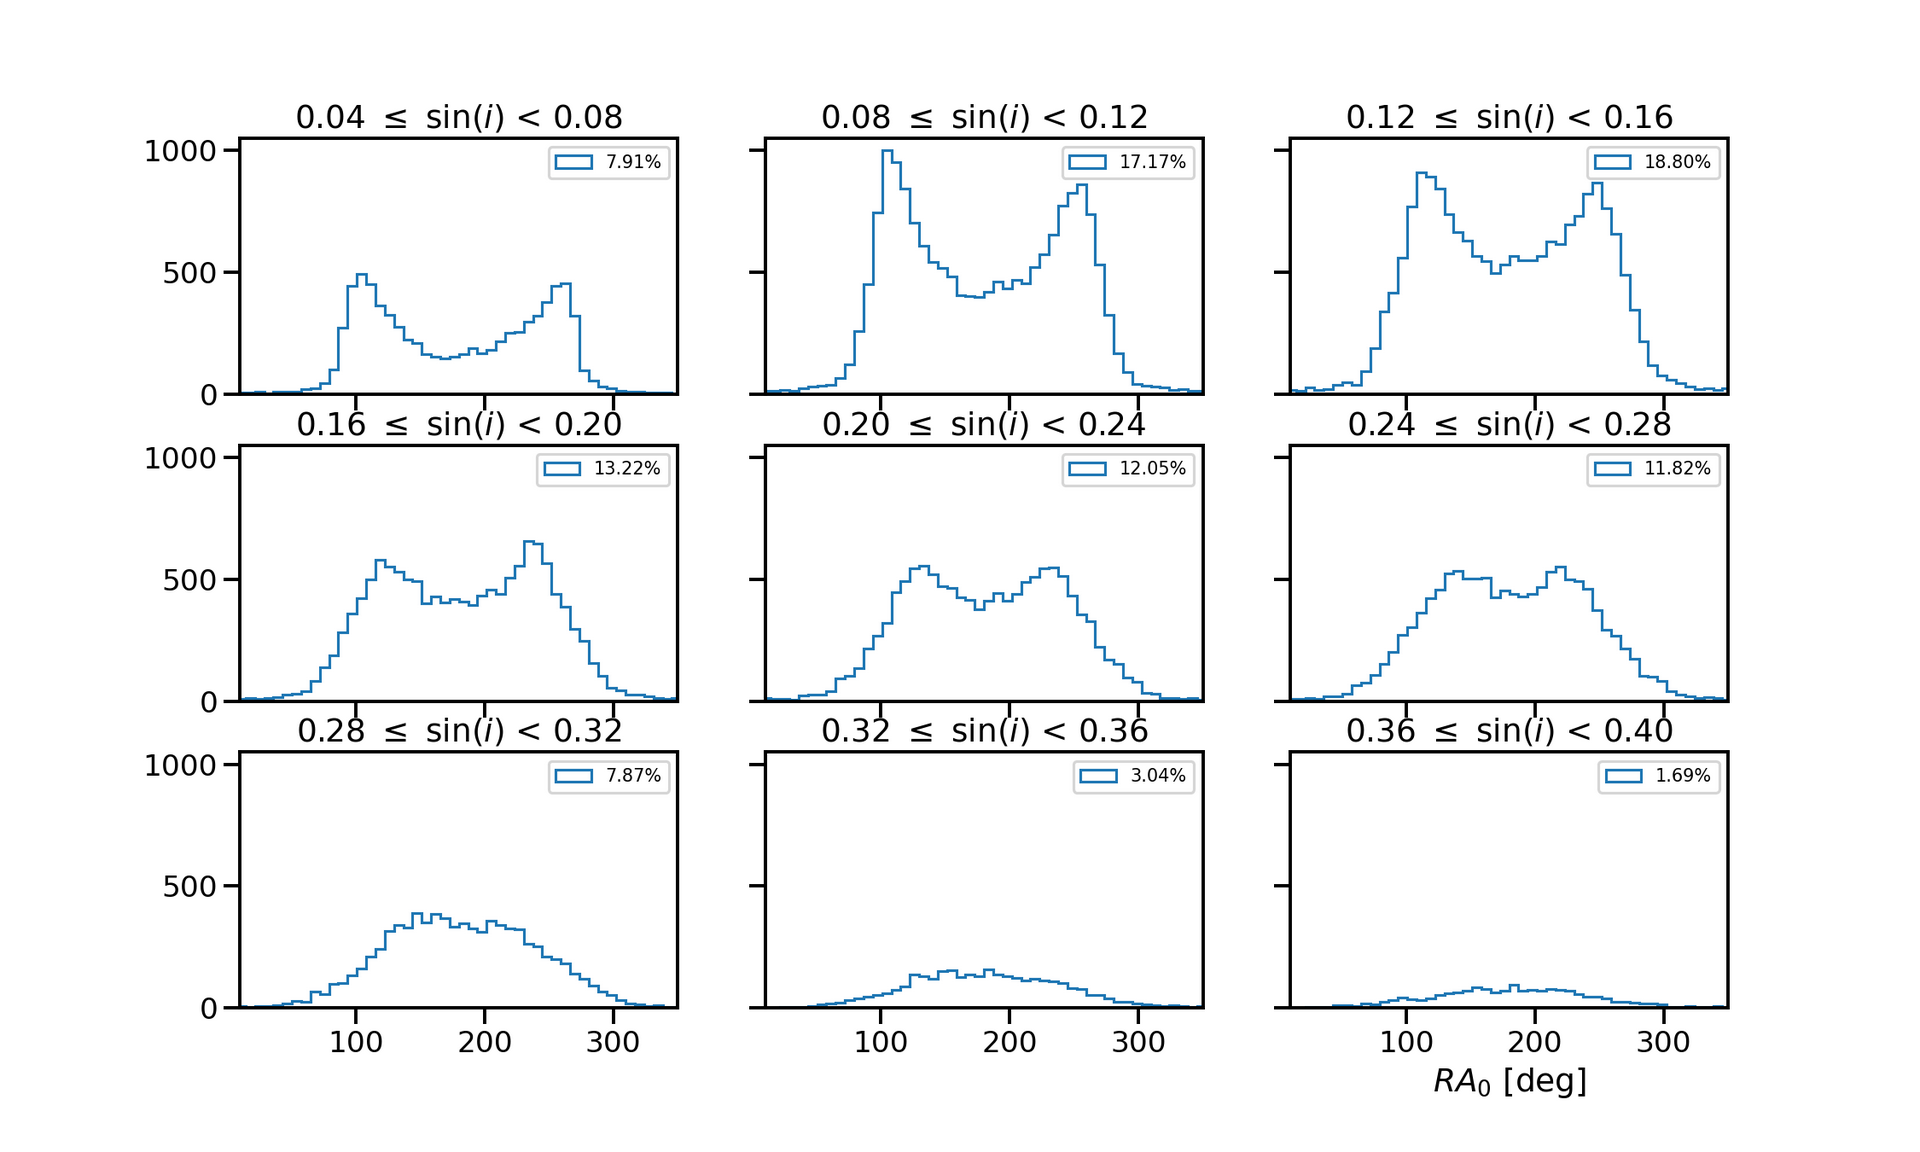 0.04 ≤ sin(i) < 0.08
0.08 ≤ sin(i) < 0.12
0.12 ≤ sin(i) < 0.16
1000
500
0
7.91%
17.17%
18.80%
0.16 ≤ sin(i) < 0.20
0.20 ≤ sin(i) < 0.24
0.24 ≤ sin(i) < 0.28
1000
500
0
13.22%
12.05%
11.82%
0.28 ≤ sin(i) < 0.32
0.32 ≤ sin(i) < 0.36
0.36 ≤ sin(i) < 0.40
1000
500
0
7.87%
3.04%
1.69%
100 200 300
100 200 300
100 200 300
RA₀ [deg]